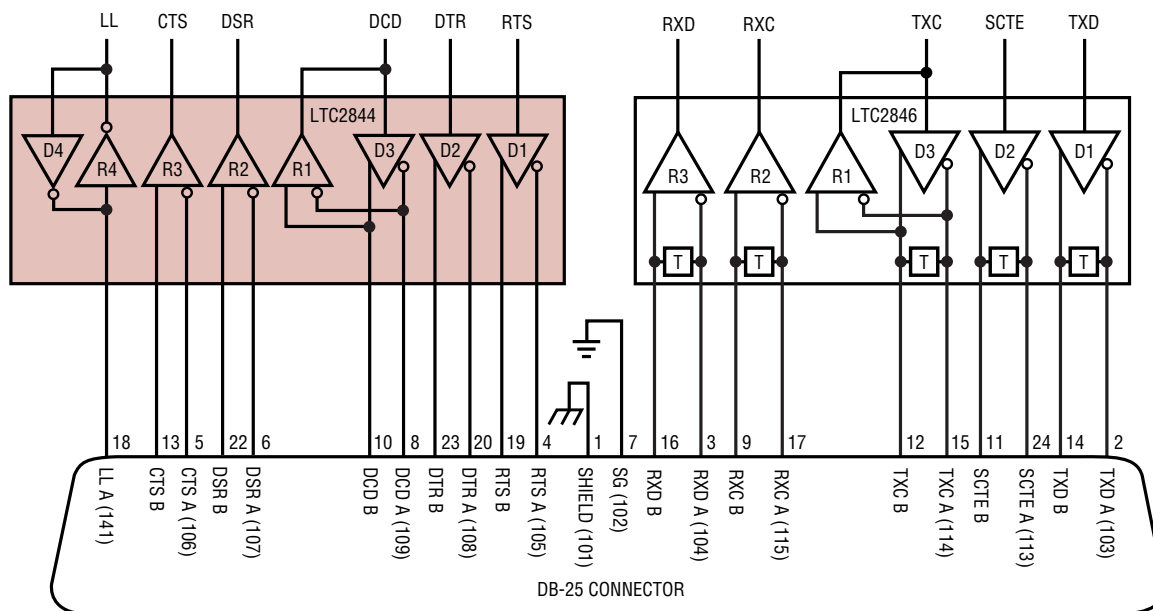 LL CTS DSR DCD DTR RTS RXD RXC TXC SCTE TXD
LTC2844 LTC2846
D4 R4 R3 R2 R1 D3 D2 D1 R3 R2 R1 D3 D2 D1
T T T T T
18 13 5 22 6 10 8 23 20 19 4 1 7 16 3 9 17 12 15 11 24 14 2
LL A (141)
CTS B
CTS A (106)
DSR B
DSR A (107)
DCD B
DCD A (109)
DTR B
DTR A (108)
RTS B
RTS A (105)
SHIELD (101)
SG (102)
RXD B
RXD A (104)
RXC B
RXC A (115)
TXC B
TXC A (114)
SCTE B
SCTE A (113)
TXD B
TXD A (103)
DB-25 CONNECTOR